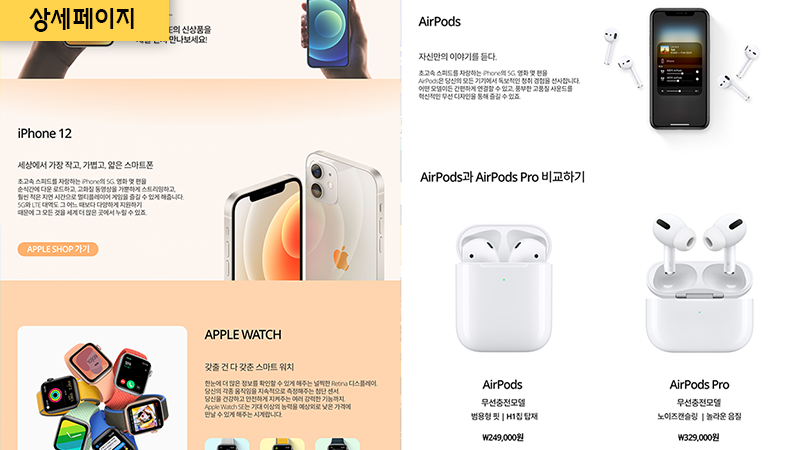 상세페이지
E의 신상품을
만나보세요!
iPhone 12
세상에서 가장 작고, 가볍고, 얇은 스마트폰
초고속 스피드를 자랑하는 iPhone의 5G. 영화 몇 편을
순식간에 다운 로드하고, 고화질 동영상을 가뿐하게 스트리밍하고,
훨씬 적은 지연 시간으로 멀티플레이어 게임을 즐길 수 있게 해줍니다.
5G와 LTE 대역도 그 어느 때보다 다양하게 지원하기
때문에 그 모든 것을 세계 더 많은 곳에서 누릴 수 있죠.
APPLE SHOP 가기
APPLE WATCH
갖출 건 다 갖춘 스마트 워치
한눈에 더 많은 정보를 확인할 수 있게 해주는 널찍한 Retina 디스플레이.
당신의 각종 움직임을 지속적으로 측정해주는 첨단 센서.
당신을 건강하고 안전하게 지켜주는 여러 강력한 기능까지.
Apple Watch SE는 기대 이상의 능력을 예상외로 낮은 가격에
만날 수 있게 해주는 시계랍니다.
AirPods
자신만의 이야기를 듣다.
초고속 스피드를 자랑하는 iPhone의 5G. 영화 몇 편을
AirPods은 당신의 모든 기기에서 독보적인 청취 경험을 선사합니다.
어떤 모델이든 간편하게 연결할 수 있고, 풍부한 고품질 사운드를
혁신적인 무선 디자인을 통해 즐길 수 있죠.
AirPods과 AirPods Pro 비교하기
AirPods
무선충전모델
범용형 핏 | H1칩 탑재
₩249,000원
AirPods Pro
무선충전모델
노이즈캔슬링 | 놀라운 음질
₩329,000원